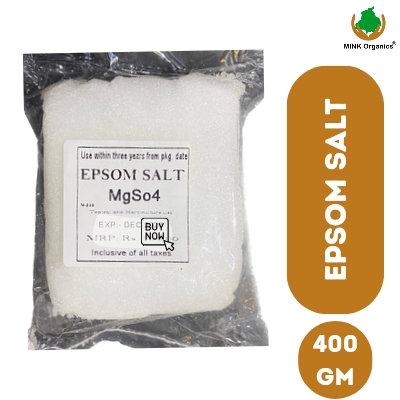 MINK Organics®
Use within three years from pkg. date
EPSOM SALT
MgSo4
EXP:- DEC
BUY
NOW
MRP: Rs.
Inclusive of all taxes
EPSOM SALT
400
GM